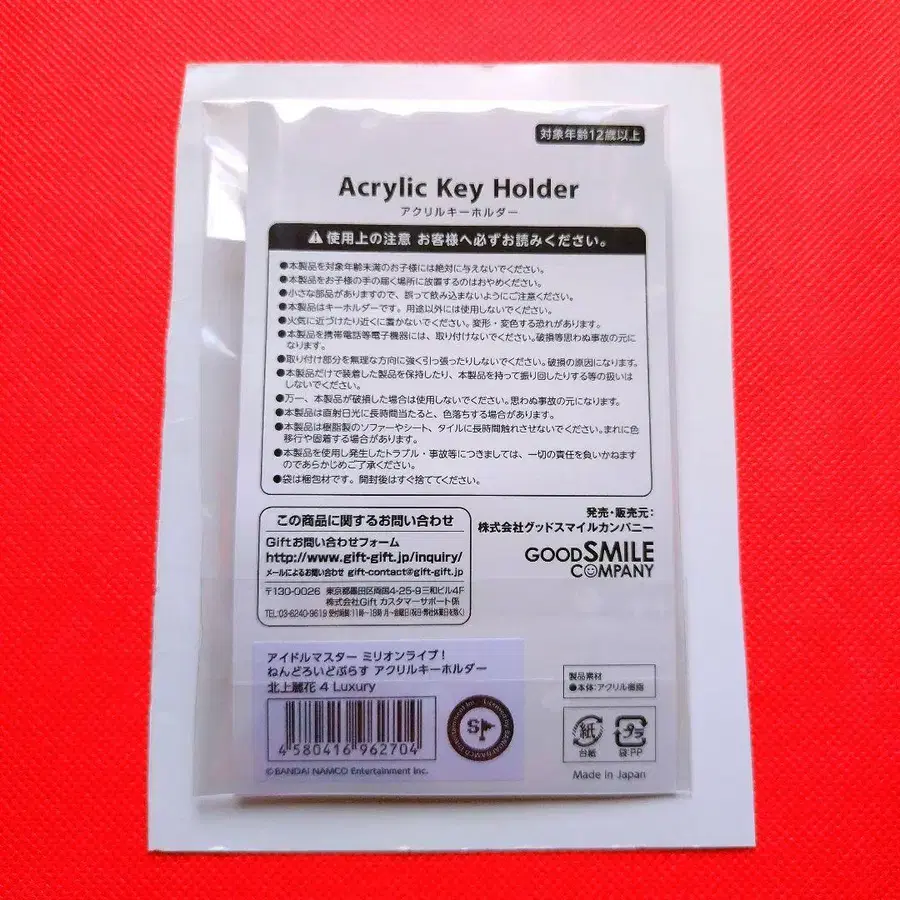 対象年齢12歳以上
Acrylic Key Holder
アクリルキーホルダー
使用上の注意 お客様へ必ずお読みください。
●本製品を対象年齢未満のお子様には絶対に与えないでください。
●本製品をお子様の手の届く場所に放置するのはおやめください。
●小さな部品がありますので、誤って飲み込まないようにご注意ください。
●本製品はキーホルダーです。用途以外には使用しないでください。
●火気に近づけたり近くに置かないでください。変形・変色する恐れがあります。
●本製品を携帯電話等電子機器には、取り付けないでください。破損等思わぬ事故の元に
なります。
●取り付け部分を無理な方向に強く引っ張ったりしないでください。破損の原因になります。
●本製品だけで装着した製品を保持したり、本製品を持って振り回したりする等の扱いは
しないでください。
●万一、本製品が破損した場合は使用しないでください。思わぬ事故の元になります。
●本製品は直射日光に長時間当たると、色落ちする場合があります。
●本製品は樹脂製のソファーやシート、タイルに長時間触れさせないでください。まれに色
移行や固着する場合があります。
●本製品を使用し発生したトラブル・事故等につきましては、一切の責任を負いかねます
のであらかじめご了承ください。
●袋は梱包材です。開封後はすぐ捨ててください。
この商品に関するお問い合わせ
Giftお問い合わせフォーム
http://www.gift-gift.jp/inquiry/
メールによるお問い合わせ gift-contact@gift-gift.jp
〒130-0026 東京都墨田区両国4-25-9三和ビル4F
株式会社Gift カスタマーサポート係
TEL:03-6240-9619 受付時間:11時～18時 月～金曜日(祝日・弊社休業日を除く)
発売・販売元:
株式会社グッドスマイルカンパニー
GOOD SMILE
COMPANY
アイドルマスター ミリオンライブ!
ねんどろいどぷらす アクリルキーホルダー
北上麗花 4 Luxury
4580416962704
©BANDAI NAMCO Entertainment Inc.
製品素材
●本体:アクリル樹脂
紙
台紙
プラ
袋:PP
Made in Japan